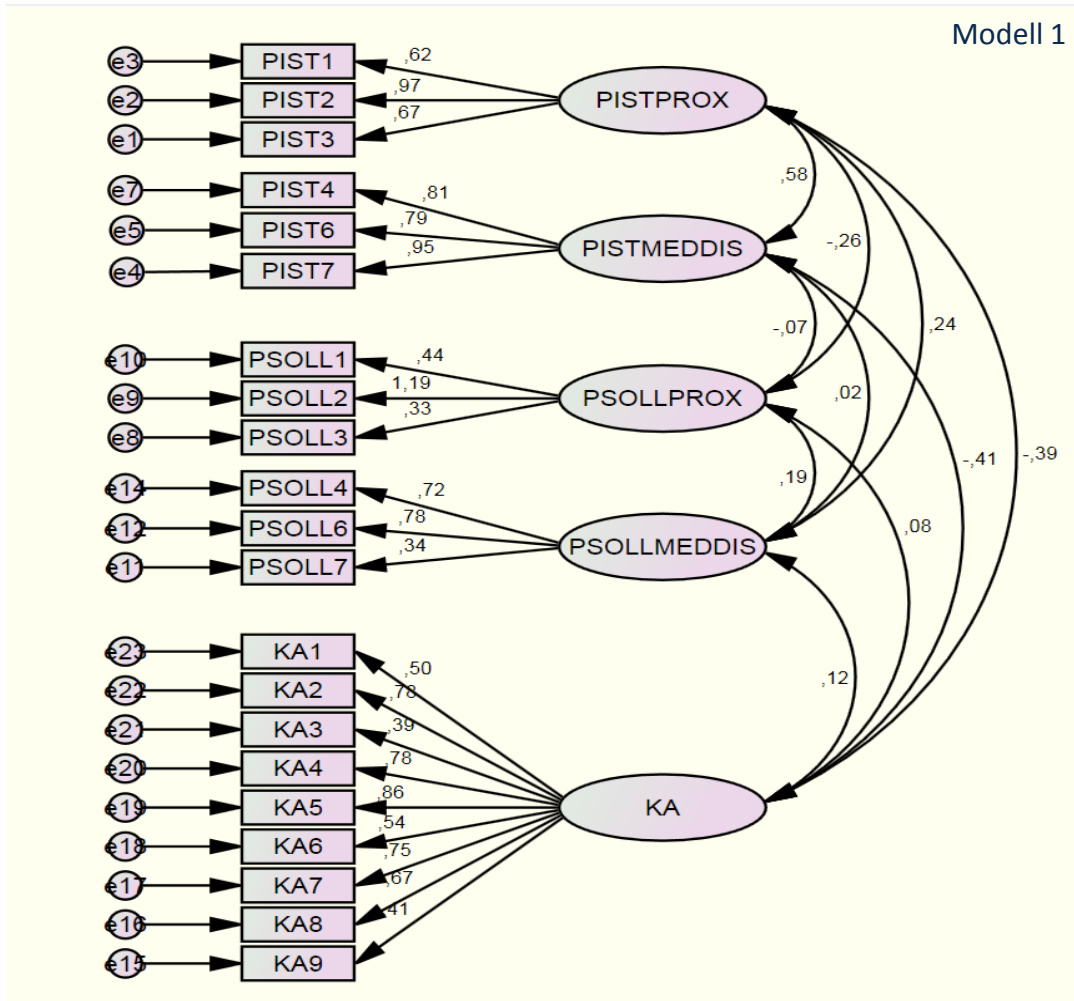 Modell 1
e3 PIST1 ,62
e2 PIST2 ,97 PISTPROX
e1 PIST3 ,67
e7 PIST4 ,81 ,58
e5 PIST6 ,79 PISTMEDDIS -,26
e4 PIST7 ,95
-,07 ,24
e10 PSOLL1 ,44
e9 PSOLL2 1,19 PSOLLPROX ,02
e8 PSOLL3 ,33
,19 -,41 -,39
e14 PSOLL4 ,72
e12 PSOLL6 ,78 ,08
e11 PSOLL7 ,34 PSOLLMEDDIS
e23 KA1 ,50 ,12
e22 KA2 ,78
e21 KA3 ,39
e20 KA4 ,78
e19 KA5 ,86 KA
e18 KA6 ,54
e17 KA7 ,75
e16 KA8 ,67
e15 KA9 ,41